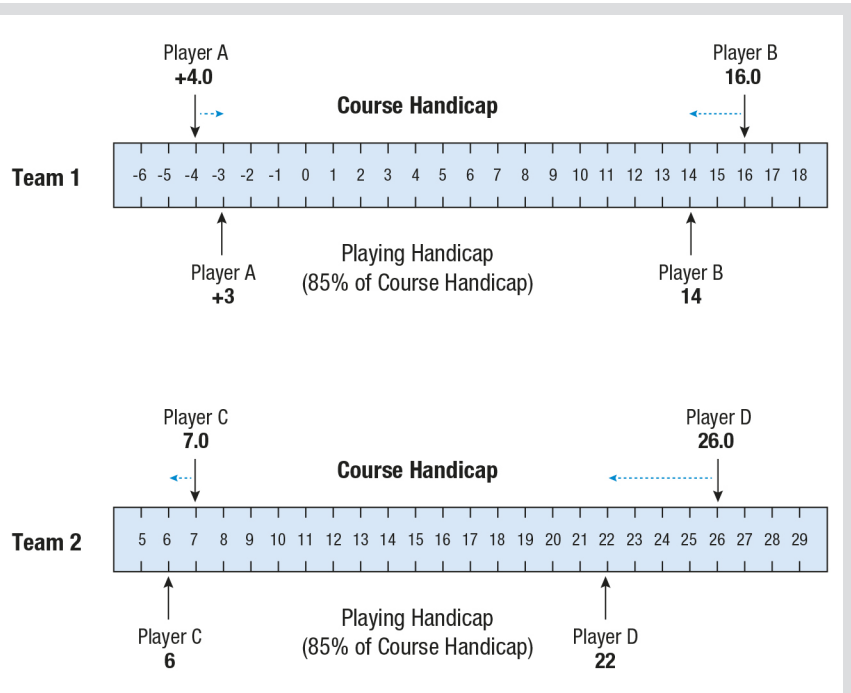 Player A
+4.0
Player B
16.0
Course Handicap
Team 1
-6 -5 -4 -3 -2 -1 0 1 2 3 4 5 6 7 8 9 10 11 12 13 14 15 16 17 18
Player A
+3
Playing Handicap
(85% of Course Handicap)
Player B
14
Player C
7.0
Player D
26.0
Course Handicap
Team 2
5 6 7 8 9 10 11 12 13 14 15 16 17 18 19 20 21 22 23 24 25 26 27 28 29
Player C
6
Playing Handicap
(85% of Course Handicap)
Player D
22